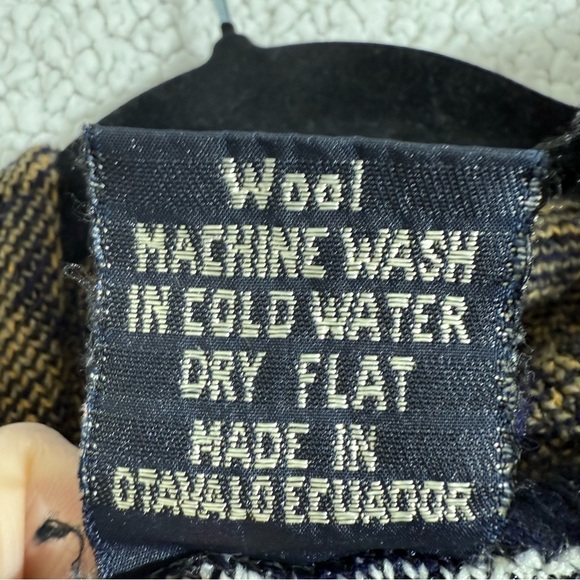 Wool
MACHINE WASH
IN COLD WATER
DRY FLAT
MADE IN
OTAVALO ECUADOR